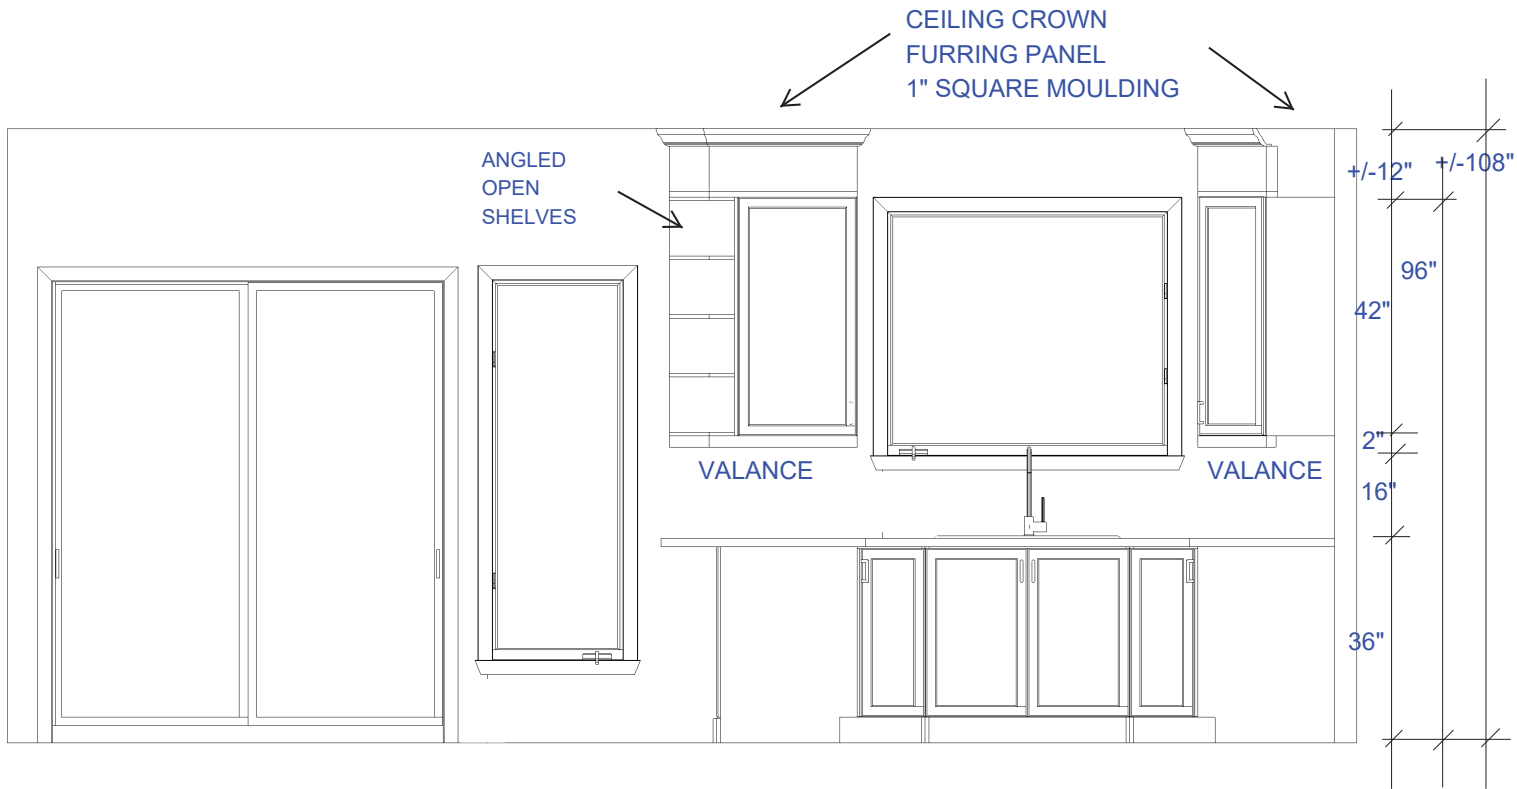 CEILING CROWN
FURRING PANEL
1" SQUARE MOULDING
ANGLED
OPEN
SHELVES
+/-12"
+/-108"
96"
42"
2"
VALANCE
VALANCE
16"
36"